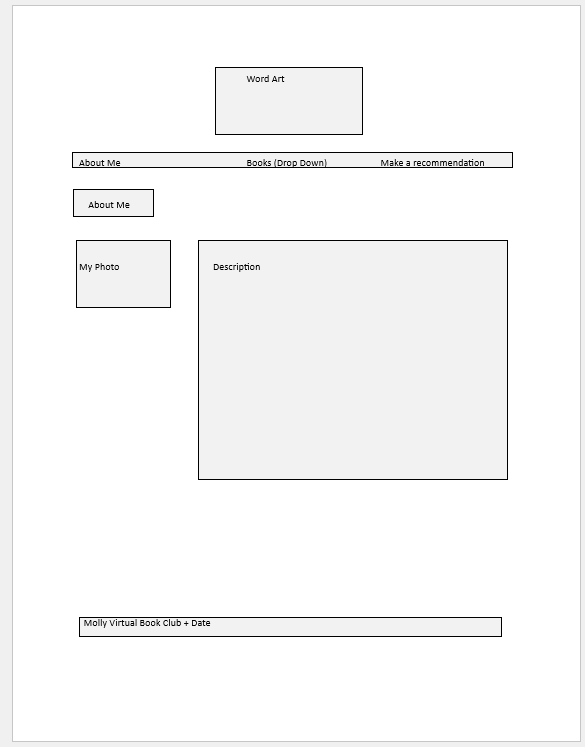 Word Art
About Me Books (Drop Down) Make a recommendation
About Me
My Photo Description
Molly Virtual Book Club + Date